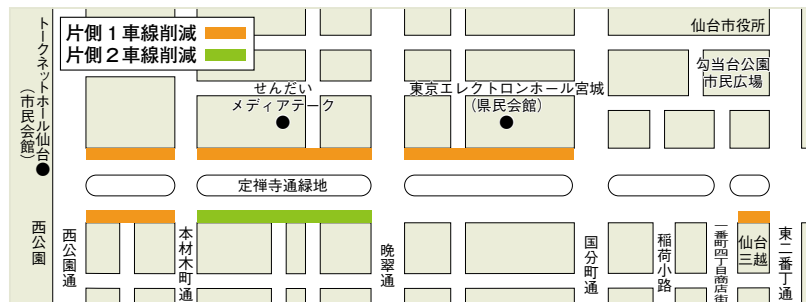 片側1車線削減
片側2車線削減
トークネットホール仙台
(市民会館)
仙台市役所
勾当台公園
市民広場
せんだい
メディアテーク
東京エレクトロンホール宮城
(県民会館)
定禅寺通緑地
西公園
西公園通
本材木町通
晩翠通
国分町通
稲荷小路
一番町四丁目商店街
仙台
三越
東二番丁通